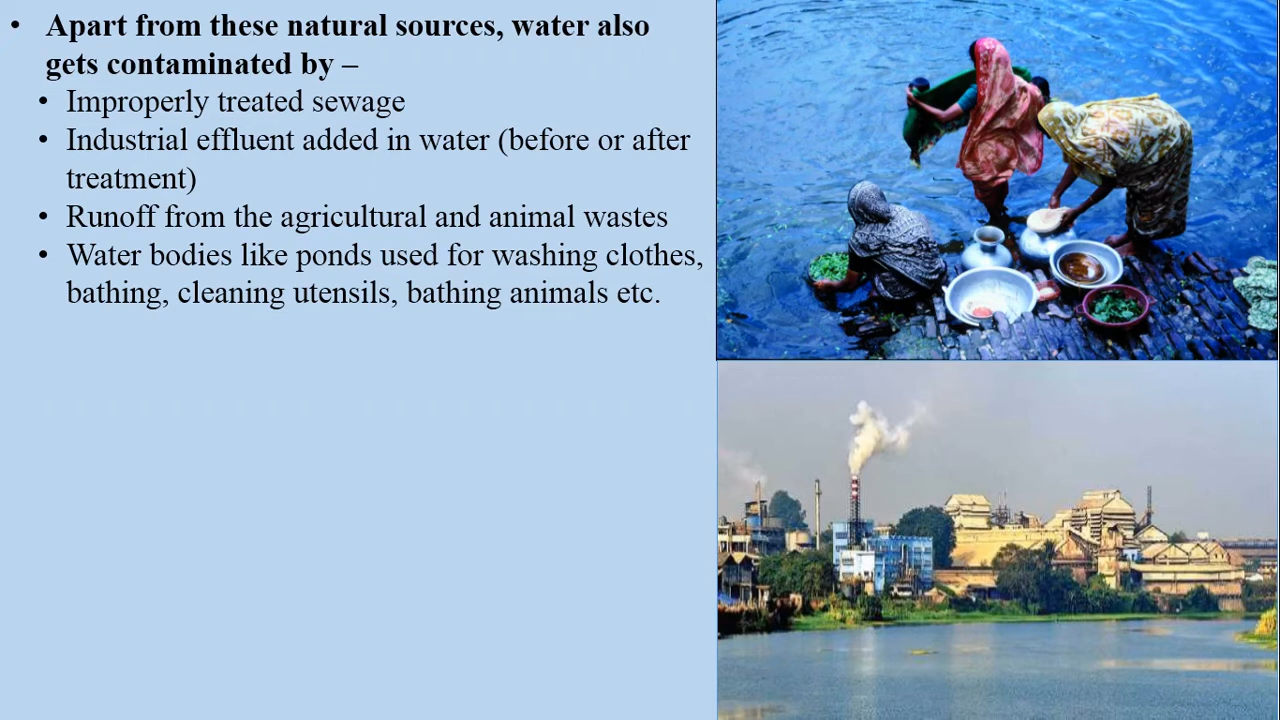 • Apart from these natural sources, water also
gets contaminated by –
• Improperly treated sewage
• Industrial effluent added in water (before or after
treatment)
• Runoff from the agricultural and animal wastes
• Water bodies like ponds used for washing clothes,
bathing, cleaning utensils, bathing animals etc.